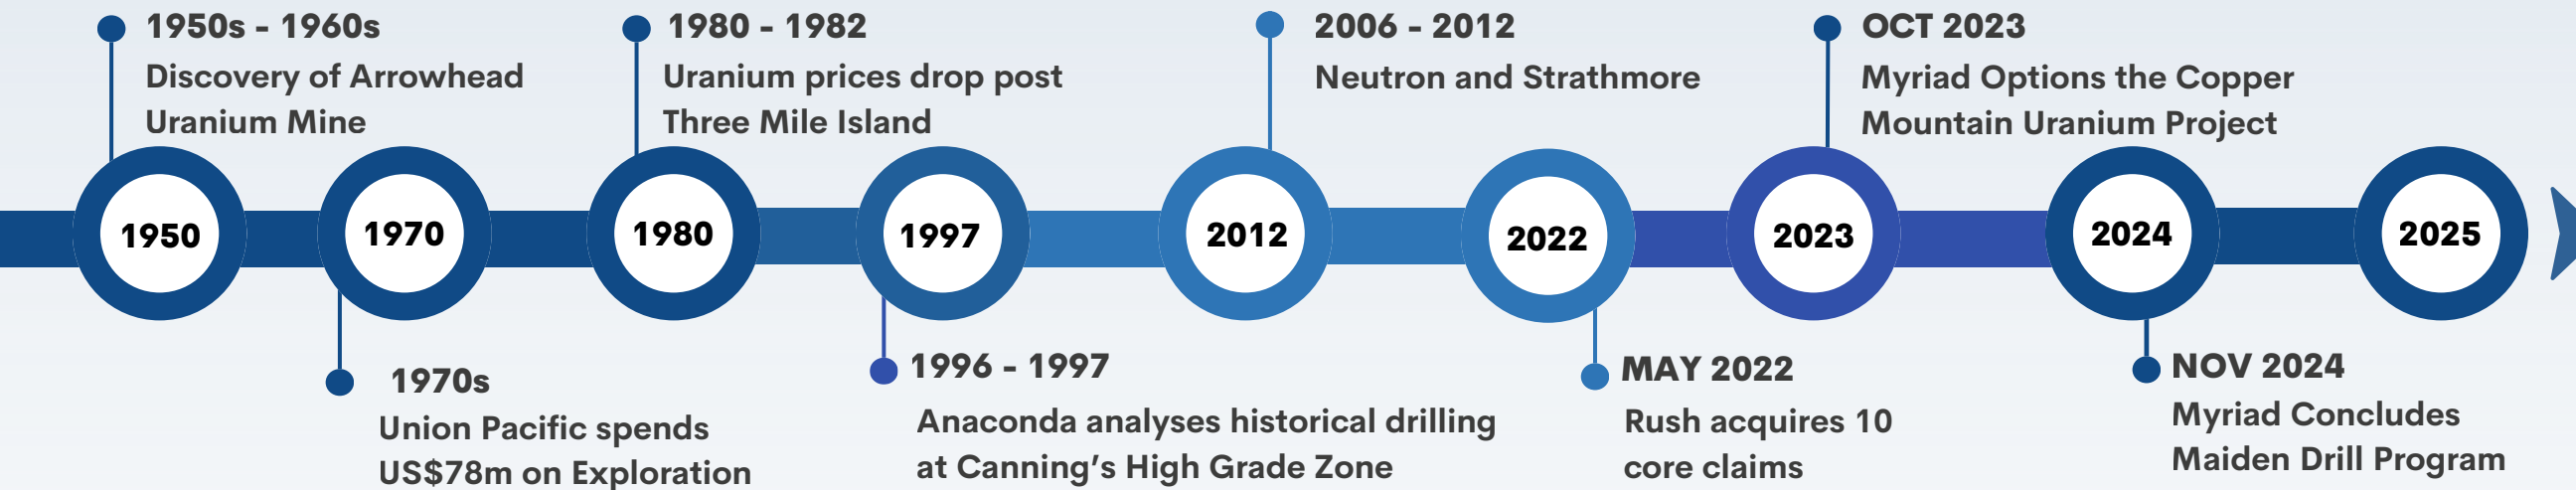 1950s - 1960s
Discovery of Arrowhead
Uranium Mine
1980 - 1982
Uranium prices drop post
Three Mile Island
2006 - 2012
Neutron and Strathmore
OCT 2023
Myriad Options the Copper
Mountain Uranium Project
1950
1970
1980
1997
2012
2022
2023
2024
2025
1970s
Union Pacific spends
US$78m on Exploration
1996 - 1997
Anaconda analyses historical drilling
at Canning’s High Grade Zone
MAY 2022
Rush acquires 10
core claims
NOV 2024
Myriad Concludes
Maiden Drill Program